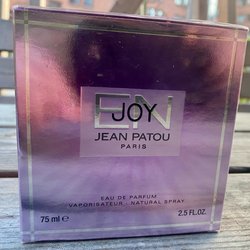 EN
JOY
JEAN PATOU
PARIS
EAU DE PARFUM
VAPORISATEUR . NATURAL SPRAY
75 ml ℮ 2.5 FL.OZ.